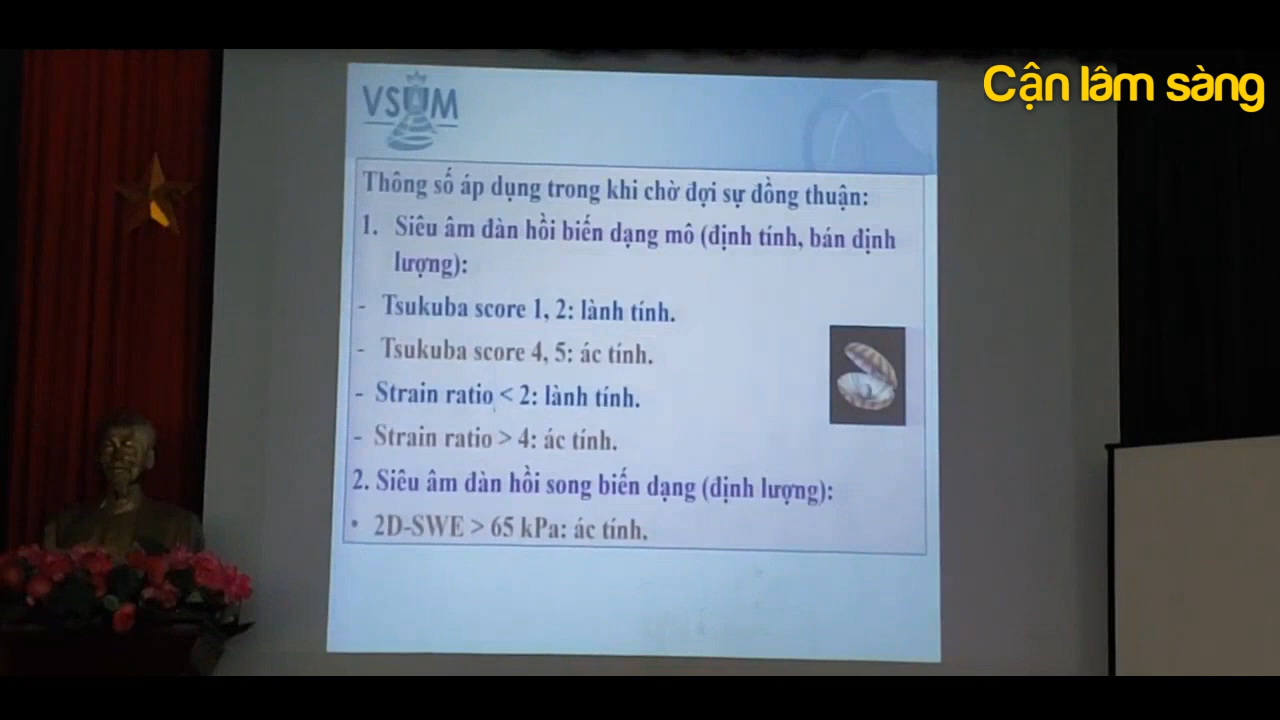 Cận lâm sàng
VSUM
Thông số áp dụng trong khi chờ đợi sự đồng thuận:
1. Siêu âm đàn hồi biến dạng mô (định tính, bán định
lượng):
- Tsukuba score 1, 2: lành tính.
- Tsukuba score 4, 5: ác tính.
- Strain ratio < 2: lành tính.
- Strain ratio > 4: ác tính.
2. Siêu âm đàn hồi song biến dạng (định lượng):
• 2D-SWE > 65 kPa: ác tính.